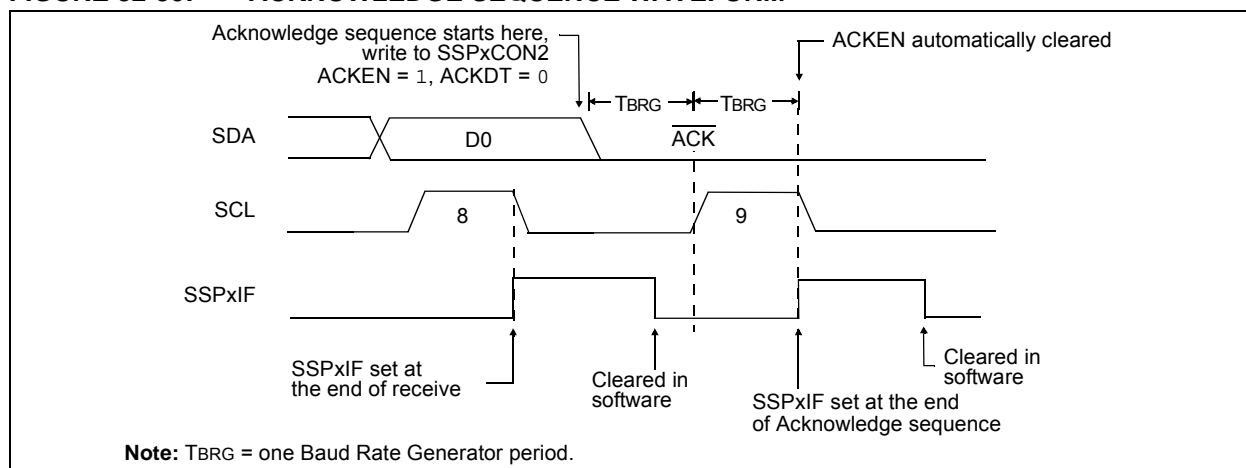 Acknowledge sequence starts here,
write to SSPxCON2
ACKEN = 1, ACKDT = 0
ACKEN automatically cleared
TBRG
TBRG
SDA
D0
ACK
SCL
8
9
SSPxIF
SSPxIF set at
the end of receive
Cleared in
software
SSPxIF set at the end
of Acknowledge sequence
Cleared in
software
Note: TBRG = one Baud Rate Generator period.